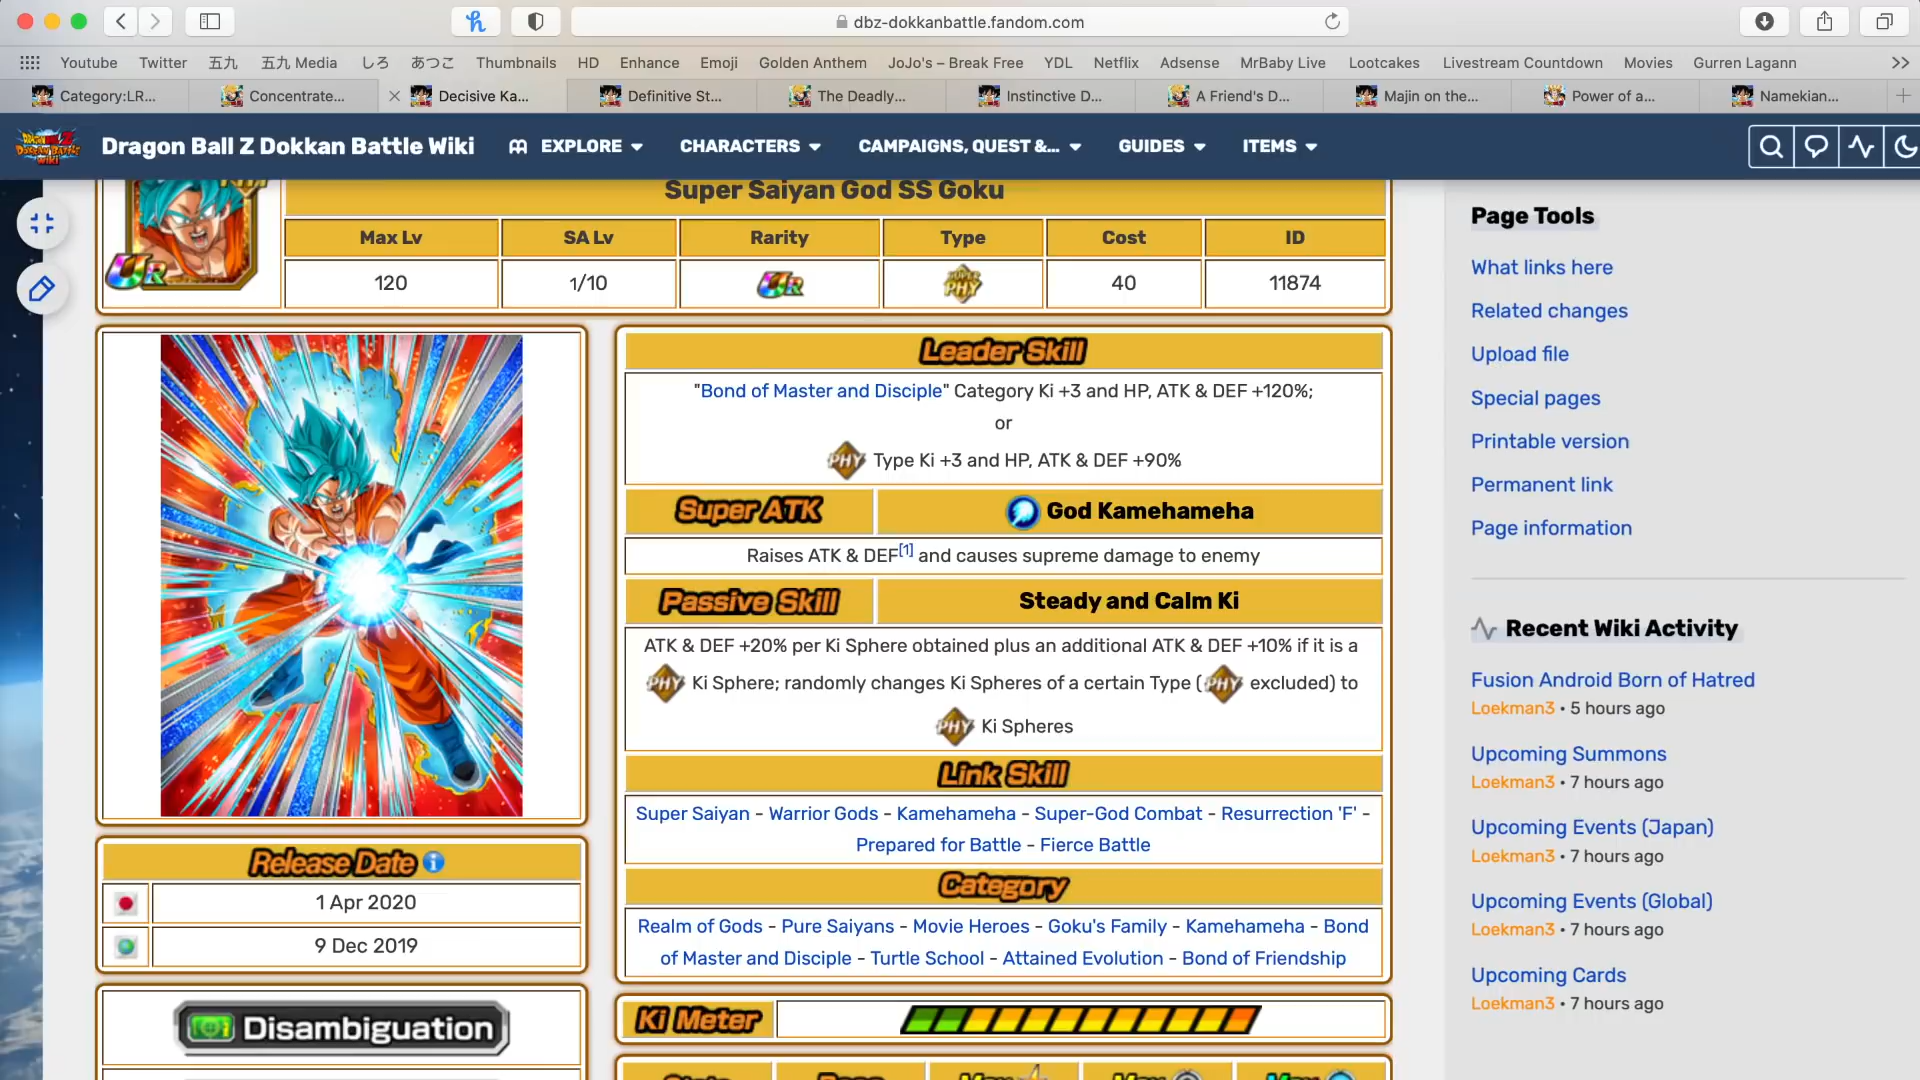 dbz-dokkanbattle.fandom.com
Youtube Twitter 五九 五九 Media しろ あつこ Thumbnails HD Enhance Emoji Golden Anthem JoJo's – Break Free YDL Netflix Adsense MrBaby Live Lootcakes Livestream Countdown Movies Gurren Lagann
Category:LR... Concentrate... Decisive Ka... Definitive St... The Deadly... Instinctive D... A Friend's D... Majin on the... Power of a... Namekian...
Dragon Ball Z Dokkan Battle Wiki EXPLORE CHARACTERS CAMPAIGNS, QUEST &... GUIDES ITEMS
Super Saiyan God SS Goku
Max Lv SA Lv Rarity Type Cost ID
UR 120 1/10 UR SUPER PHY 40 11874
Leader Skill
"Bond of Master and Disciple" Category Ki +3 and HP, ATK & DEF +120%;
or
PHY Type Ki +3 and HP, ATK & DEF +90%
Super ATK God Kamehameha
Raises ATK & DEF[1] and causes supreme damage to enemy
Passive Skill Steady and Calm Ki
ATK & DEF +20% per Ki Sphere obtained plus an additional ATK & DEF +10% if it is a
PHY Ki Sphere; randomly changes Ki Spheres of a certain Type (PHY excluded) to
PHY Ki Spheres
Link Skill
Super Saiyan - Warrior Gods - Kamehameha - Super-God Combat - Resurrection 'F' -
Prepared for Battle - Fierce Battle
Category
Realm of Gods - Pure Saiyans - Movie Heroes - Goku's Family - Kamehameha - Bond
of Master and Disciple - Turtle School - Attained Evolution - Bond of Friendship
Ki Meter
Release Date
1 Apr 2020
9 Dec 2019
Disambiguation
Page Tools
What links here
Related changes
Upload file
Special pages
Printable version
Permanent link
Page information
Recent Wiki Activity
Fusion Android Born of Hatred
Loekman3 • 5 hours ago
Upcoming Summons
Loekman3 • 7 hours ago
Upcoming Events (Japan)
Loekman3 • 7 hours ago
Upcoming Events (Global)
Loekman3 • 7 hours ago
Upcoming Cards
Loekman3 • 7 hours ago